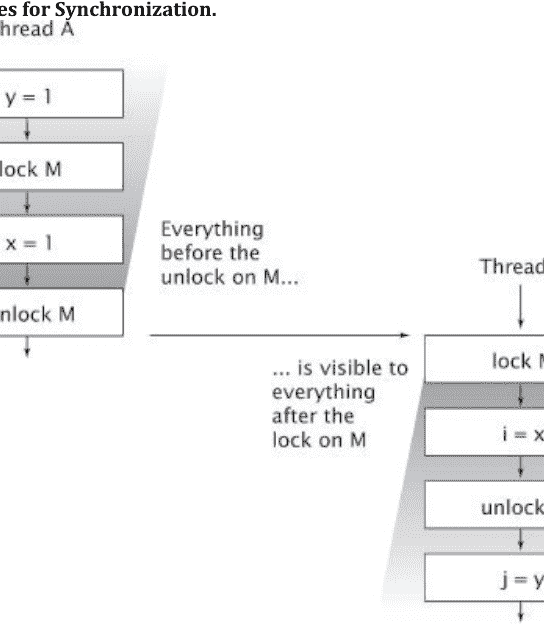 es for Synchronization.
hread A
y = 1
lock M
x = 1
nlock M
Everything
before the
unlock on M...
Thread
... is visible to
everything
after the
lock on M
lock M
i = x
unlock
j = y